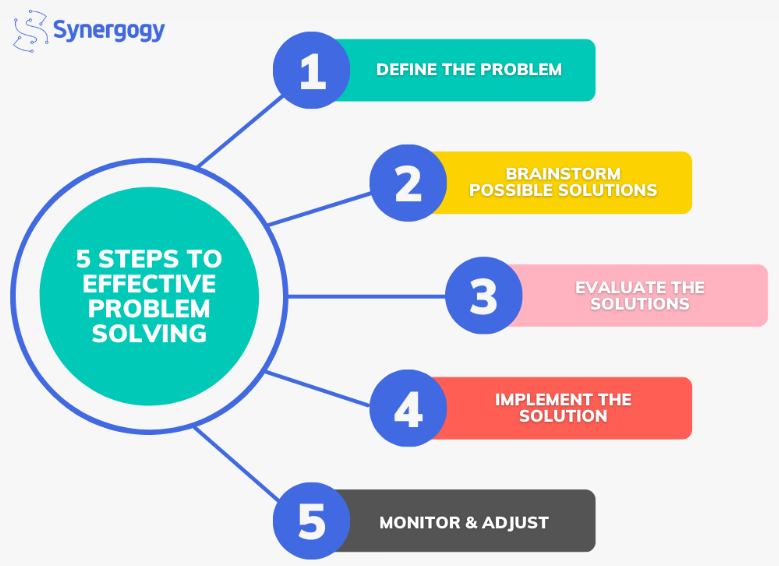 Synergogy
1
DEFINE THE PROBLEM
2
BRAINSTORM
POSSIBLE SOLUTIONS
5 STEPS TO
EFFECTIVE
PROBLEM
SOLVING
3
EVALUATE THE
SOLUTIONS
4
IMPLEMENT THE
SOLUTION
5
MONITOR & ADJUST